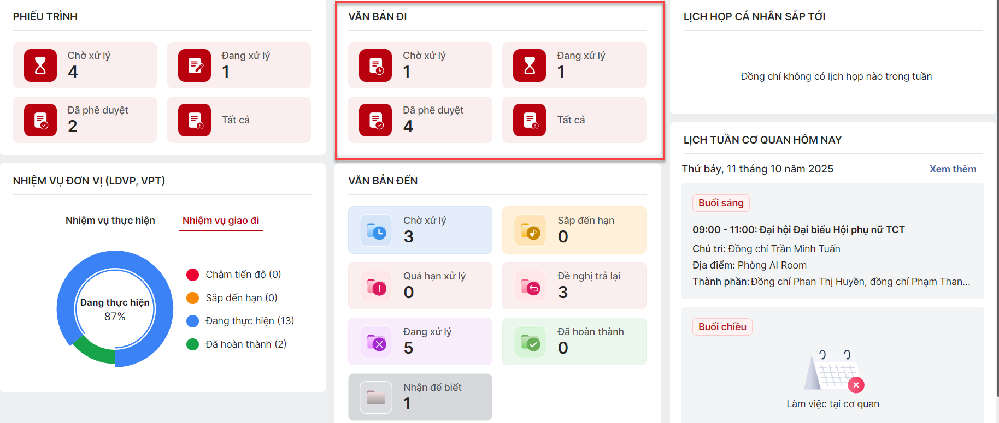 PHIẾU TRÌNH
Chờ xử lý
4
Đang xử lý
1
Đã phê duyệt
2
Tất cả
VĂN BẢN ĐI
Chờ xử lý
1
Đang xử lý
1
Đã phê duyệt
4
Tất cả
LỊCH HỌP CÁ NHÂN SẮP TỚI
Đồng chí không có lịch họp nào trong tuần
NHIỆM VỤ ĐƠN VỊ (LDVP, VPT)
Nhiệm vụ thực hiện
Nhiệm vụ giao đi
Đang thực hiện
87%
Chậm tiến độ (0)
Sắp đến hạn (0)
Đang thực hiện (13)
Đã hoàn thành (2)
VĂN BẢN ĐẾN
Chờ xử lý
3
Sắp đến hạn
0
Quá hạn xử lý
0
Đề nghị trả lại
3
Đang xử lý
5
Đã hoàn thành
0
Nhận để biết
1
LỊCH TUẦN CƠ QUAN HÔM NAY
Thứ bảy, 11 tháng 10 năm 2025
Xem thêm
Buổi sáng
09:00 - 11:00: Đại hội Đại biểu Hội phụ nữ TCT
Chủ trì: Đồng chí Trần Minh Tuấn
Địa điểm: Phòng AI Room
Thành phần: Đồng chí Phan Thị Huyền, đồng chí Phạm Than...
Buổi chiều
Làm việc tại cơ quan